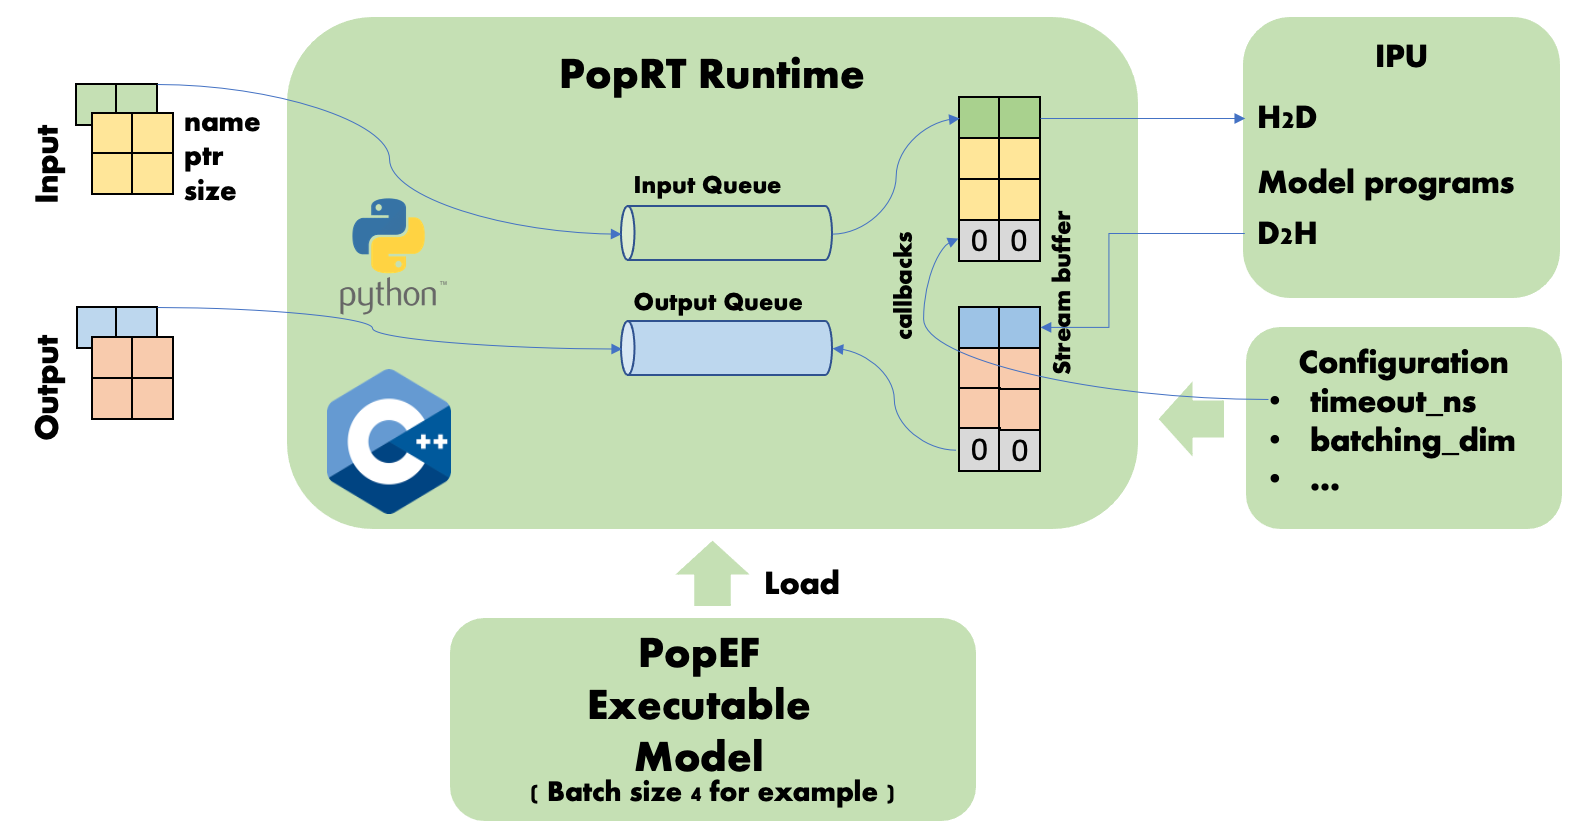 PopRT Runtime
IPU
Input
name
ptr
size
H2D
Model programs
D2H
Input Queue
0 0
callbacks
Stream buffer
python™
Output Queue
Output
C
++
0 0
Configuration
• timeout_ns
• batching_dim
• ...
Load
PopEF
Executable
Model
( Batch size 4 for example )